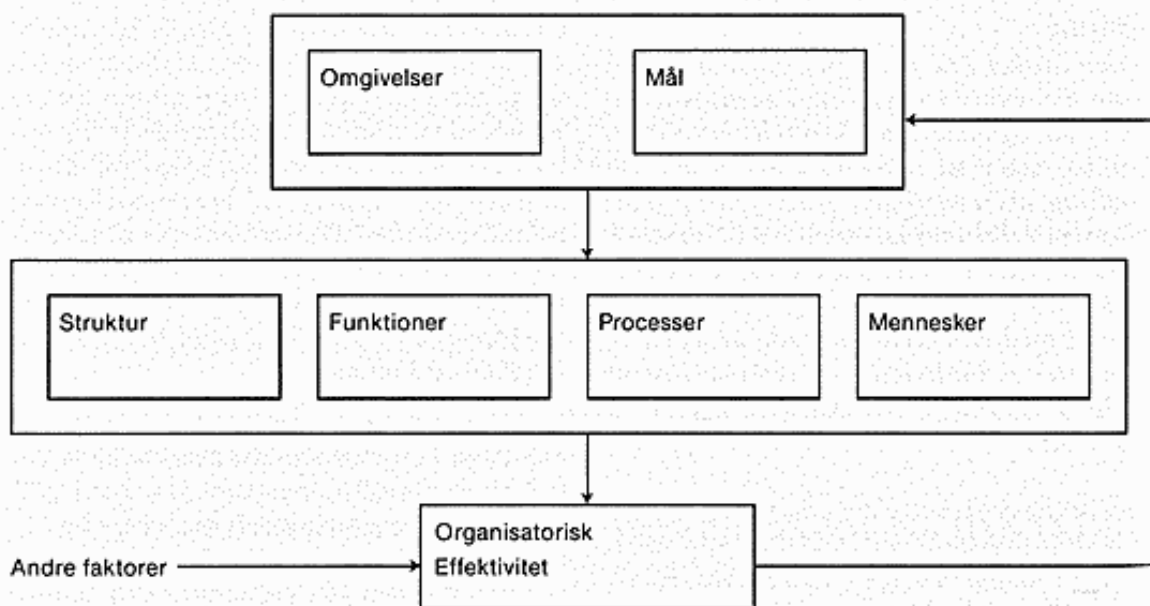 Omgivelser
Mål
Struktur
Funktioner
Processer
Mennesker
Organisatorisk
Effektivitet
Andre faktorer